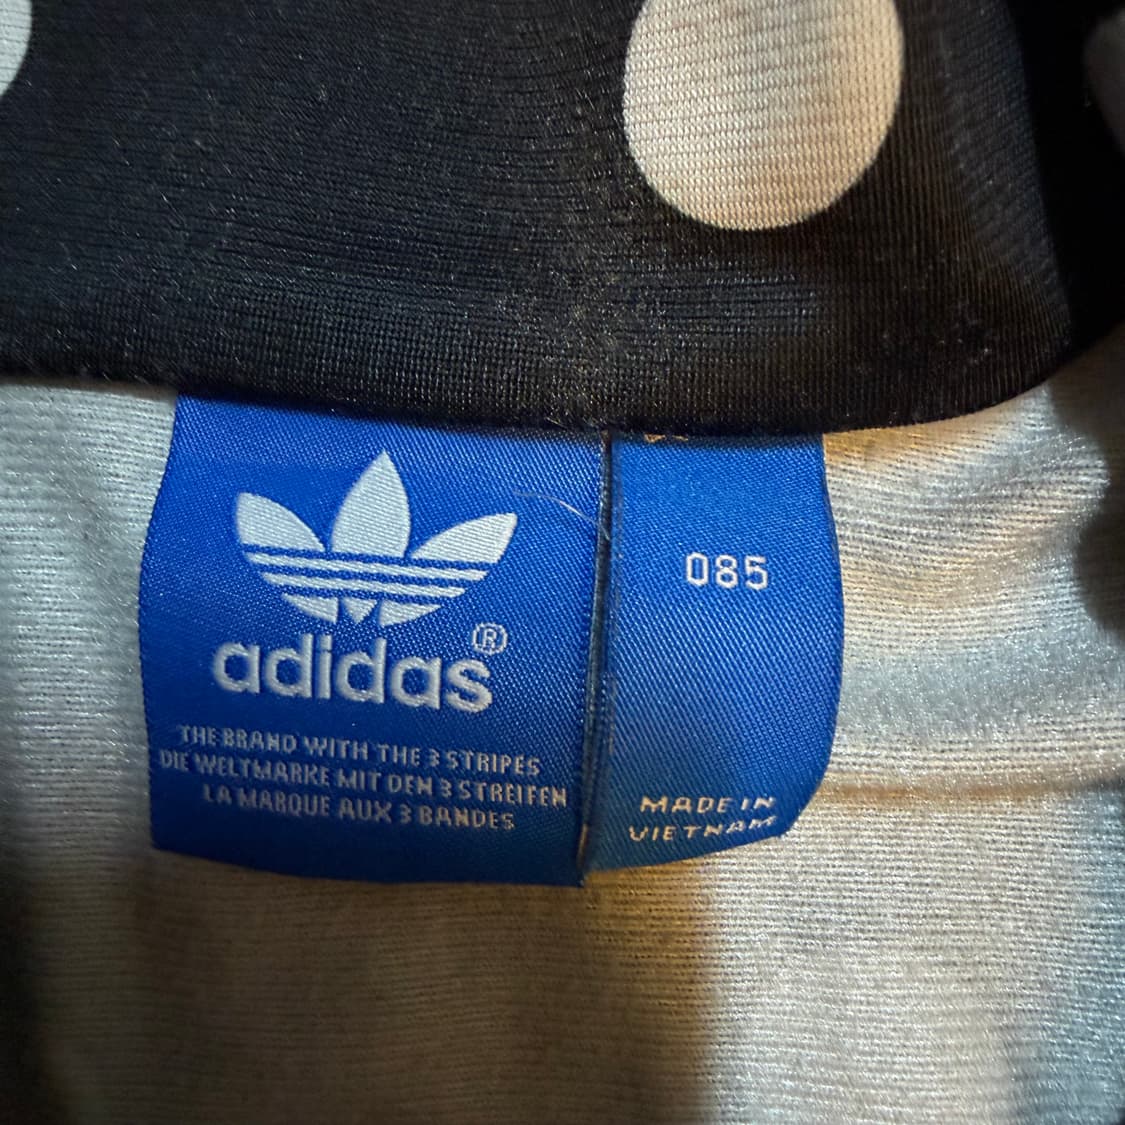 adidas®
THE BRAND WITH THE 3 STRIPES
DIE WELTMARKE MIT DEN 3 STREIFEN
LA MARQUE AUX 3 BANDES
085
MADE IN
VIETNAM